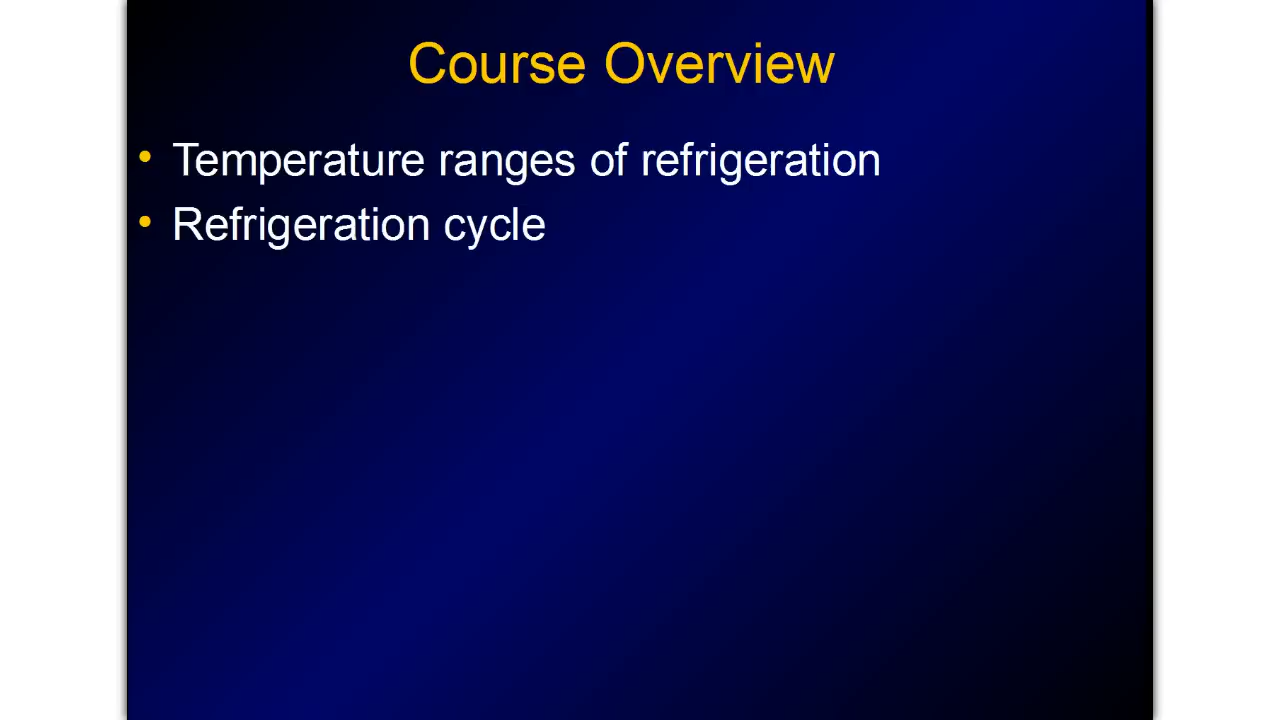 Course Overview
• Temperature ranges of refrigeration
• Refrigeration cycle